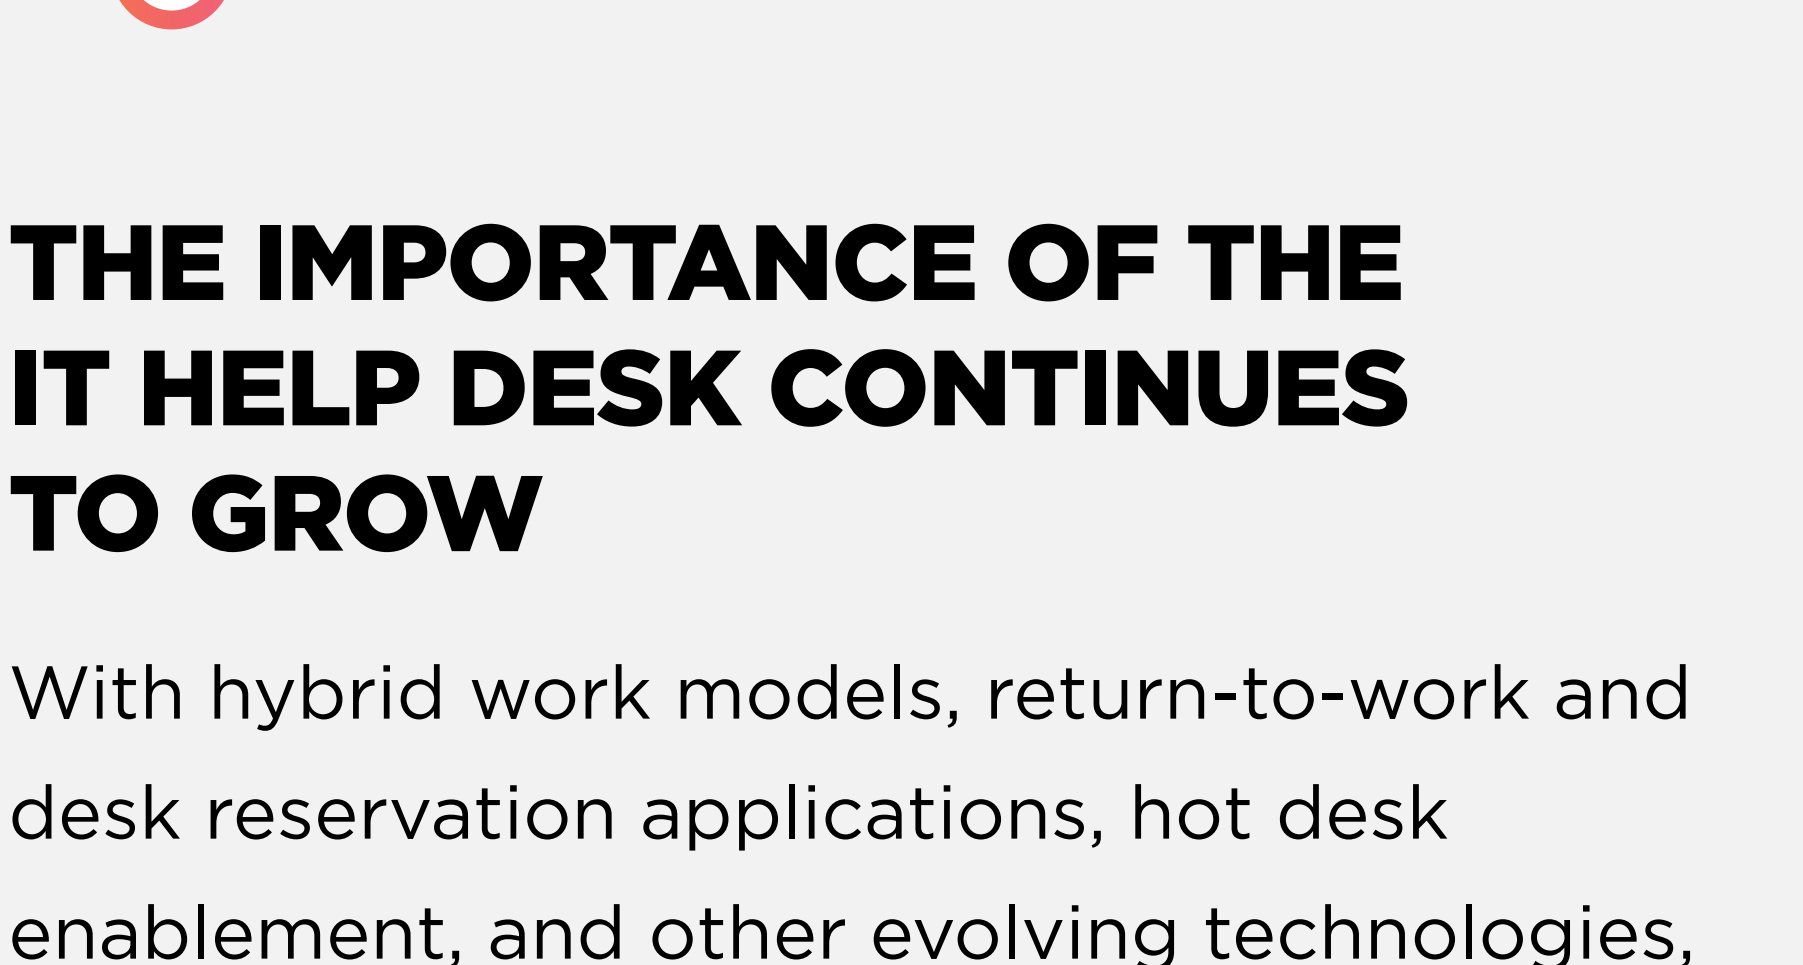 THE IMPORTANCE OF THE
IT HELP DESK CONTINUES
TO GROW
With hybrid work models, return-to-work and
desk reservation applications, hot desk
enablement, and other evolving technologies,